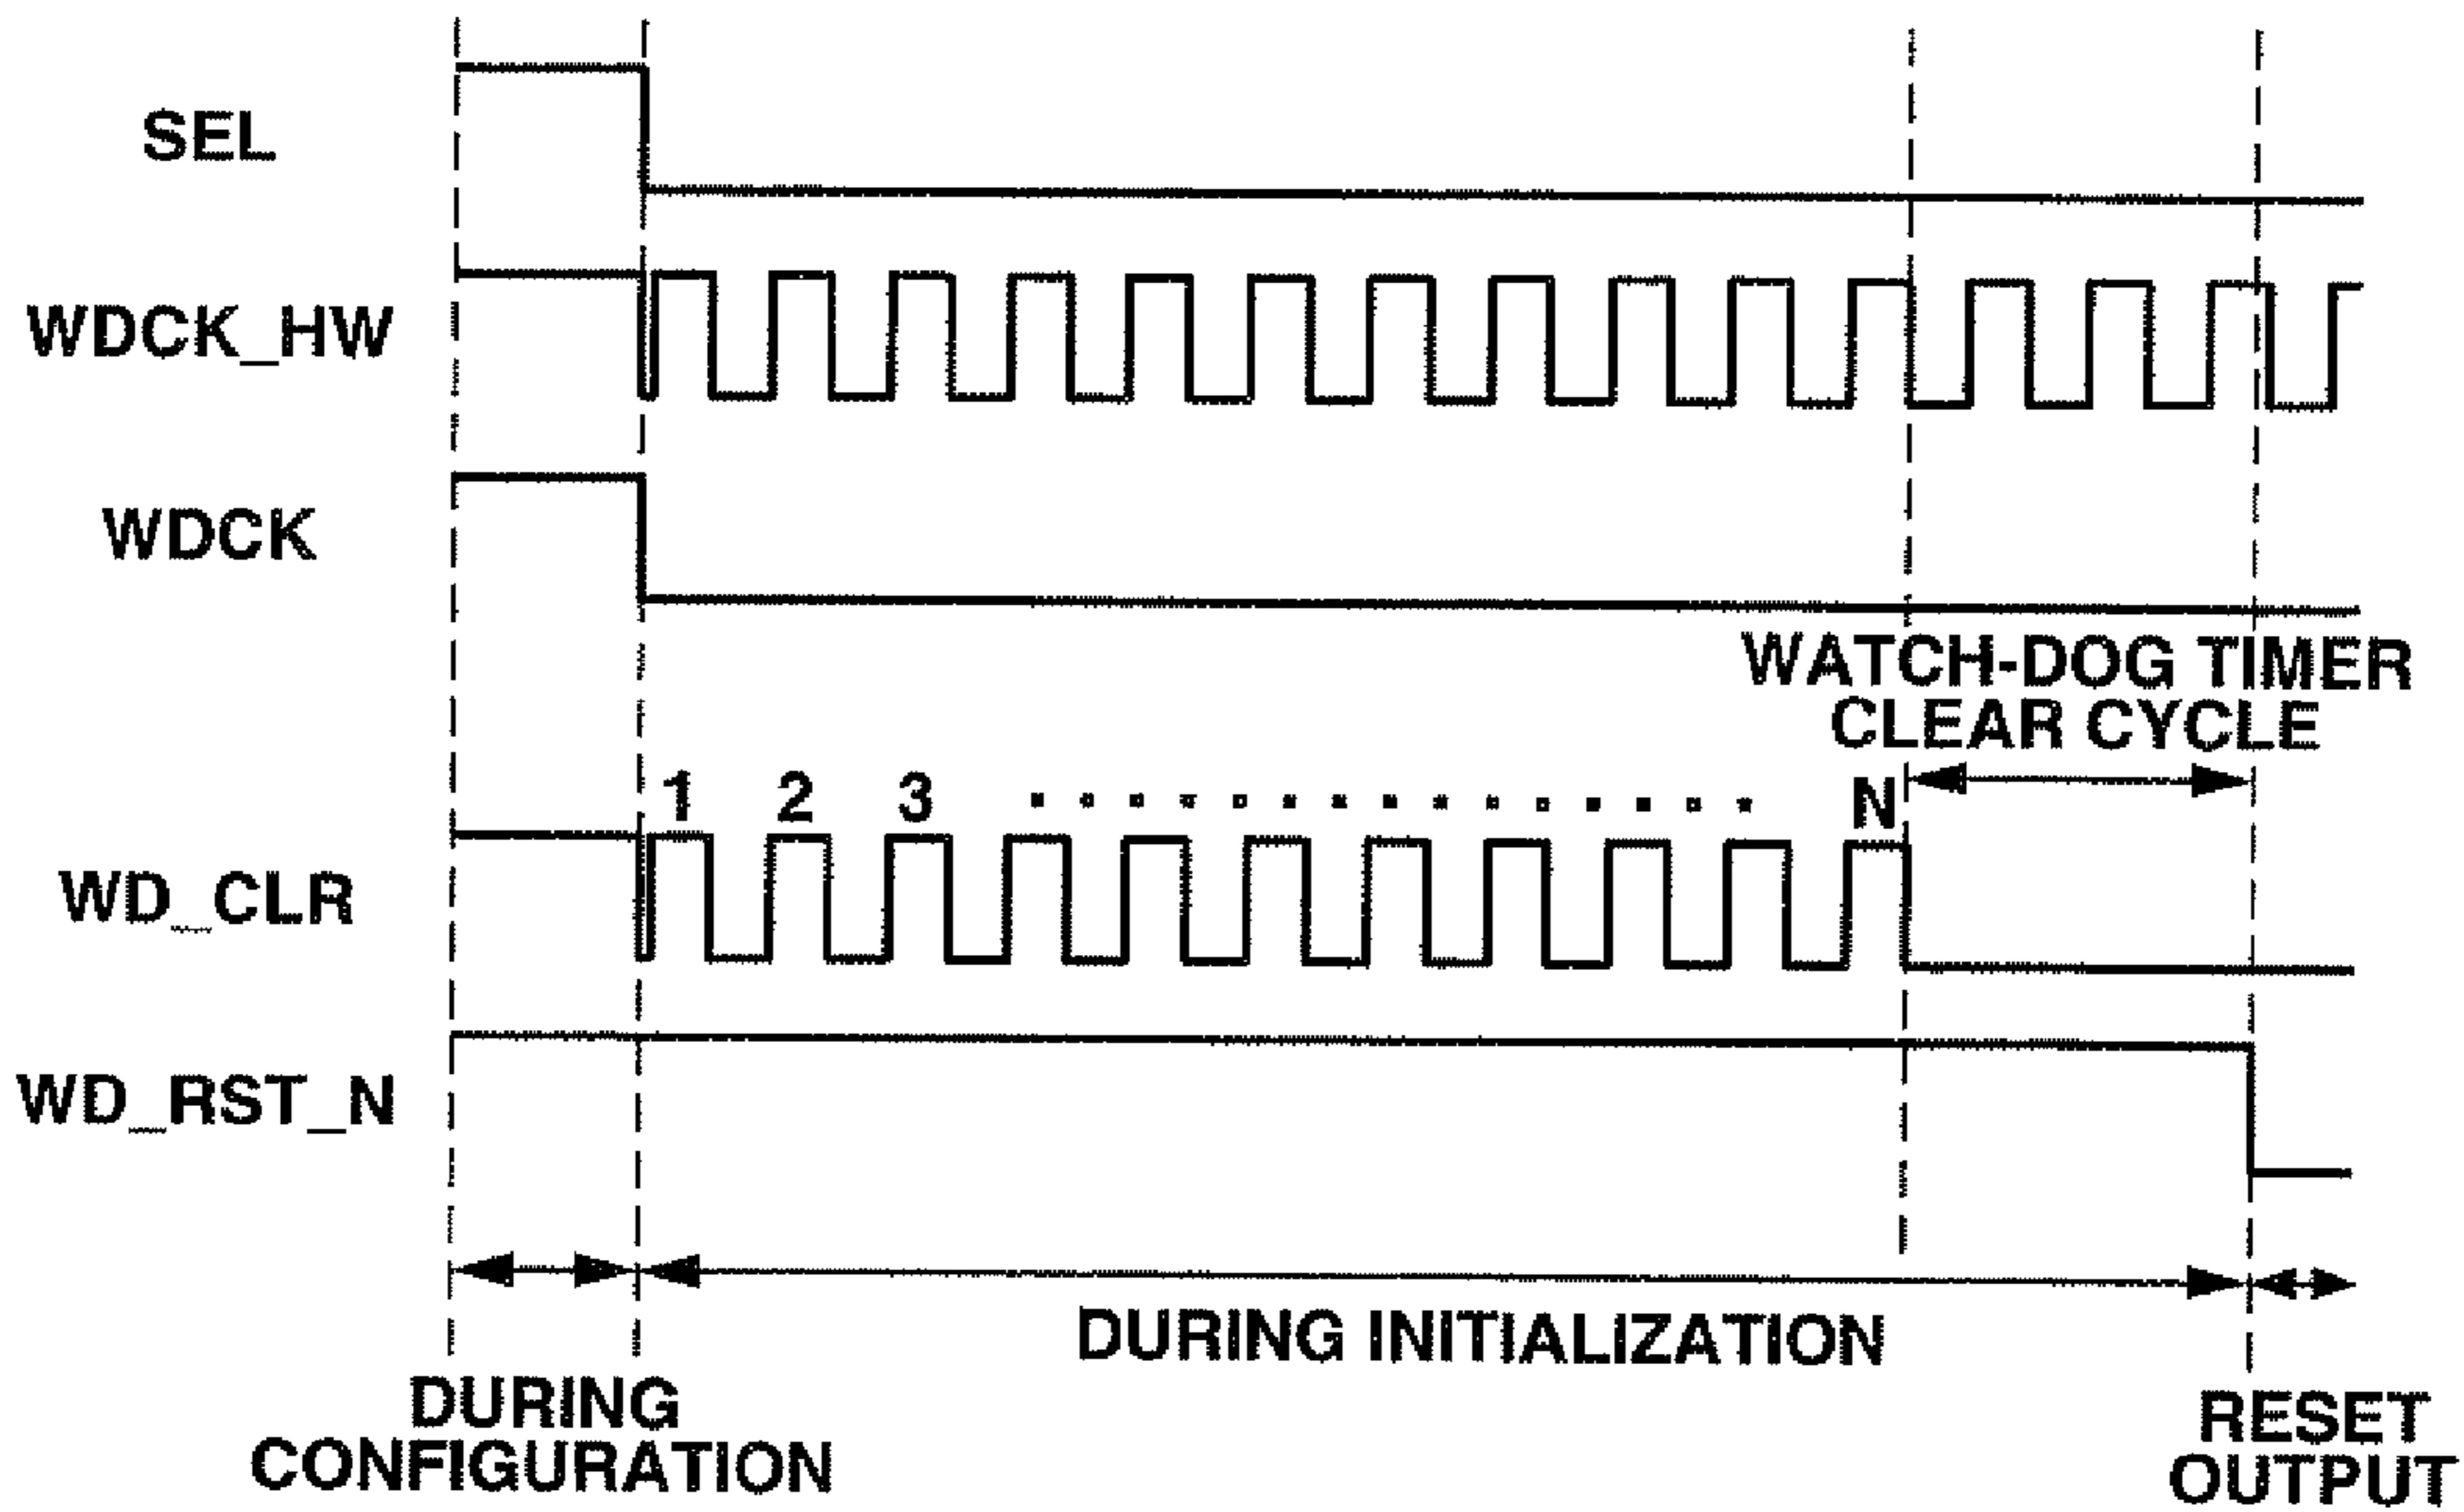 SEL
WDCK_HW
WDCK
WATCH-DOG TIMER
CLEAR CYCLE
1 2 3 . . . . . . . . . . . . . . . N
WD_CLR
WD_RST_N
DURING INITIALIZATION
DURING
CONFIGURATION
RESET
OUTPUT